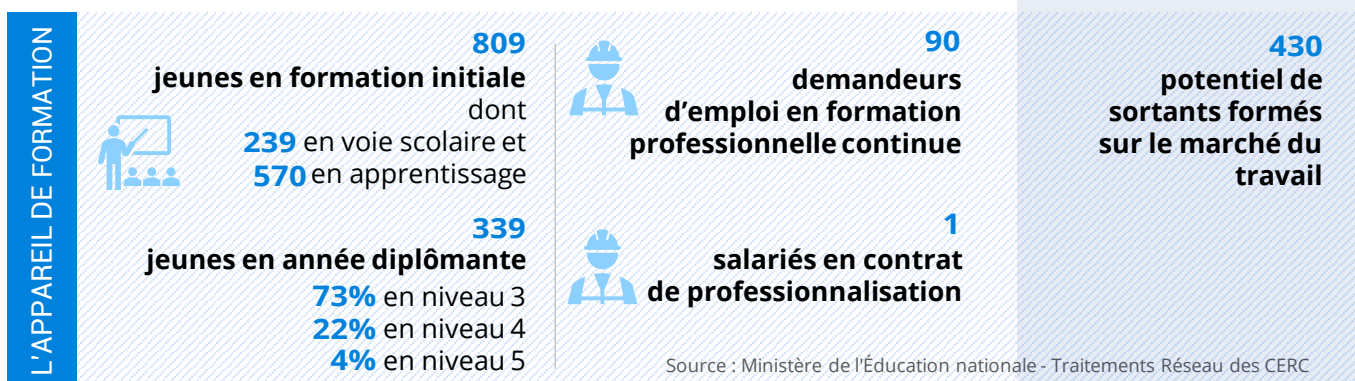 L'APPAREIL DE FORMATION
809
jeunes en formation initiale
dont
239 en voie scolaire et
570 en apprentissage
339
jeunes en année diplômante
73% en niveau 3
22% en niveau 4
4% en niveau 5
90
demandeurs
d’emploi en formation
professionnelle continue
1
salariés en contrat
de professionnalisation
430
potentiel de
sortants formés
sur le marché du
travail
Source : Ministère de l'Éducation nationale - Traitements Réseau des CERC